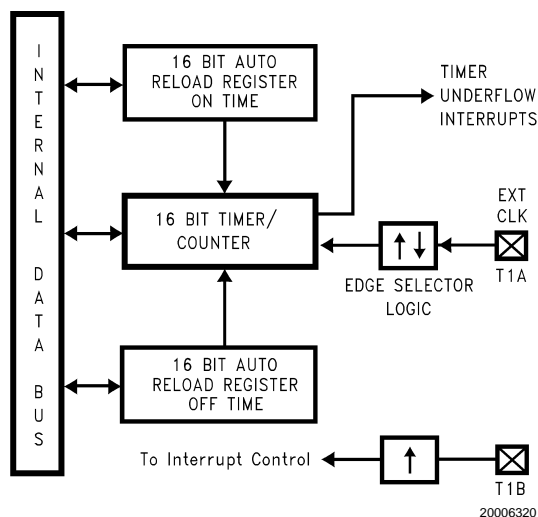 INTERNAL DATA BUS
16 BIT AUTO
RELOAD REGISTER
ON TIME
TIMER
UNDERFLOW
INTERRUPTS
16 BIT TIMER/
COUNTER
EXT
CLK
T1A
EDGE SELECTOR
LOGIC
16 BIT AUTO
RELOAD REGISTER
OFF TIME
To Interrupt Control
T1B
20006320